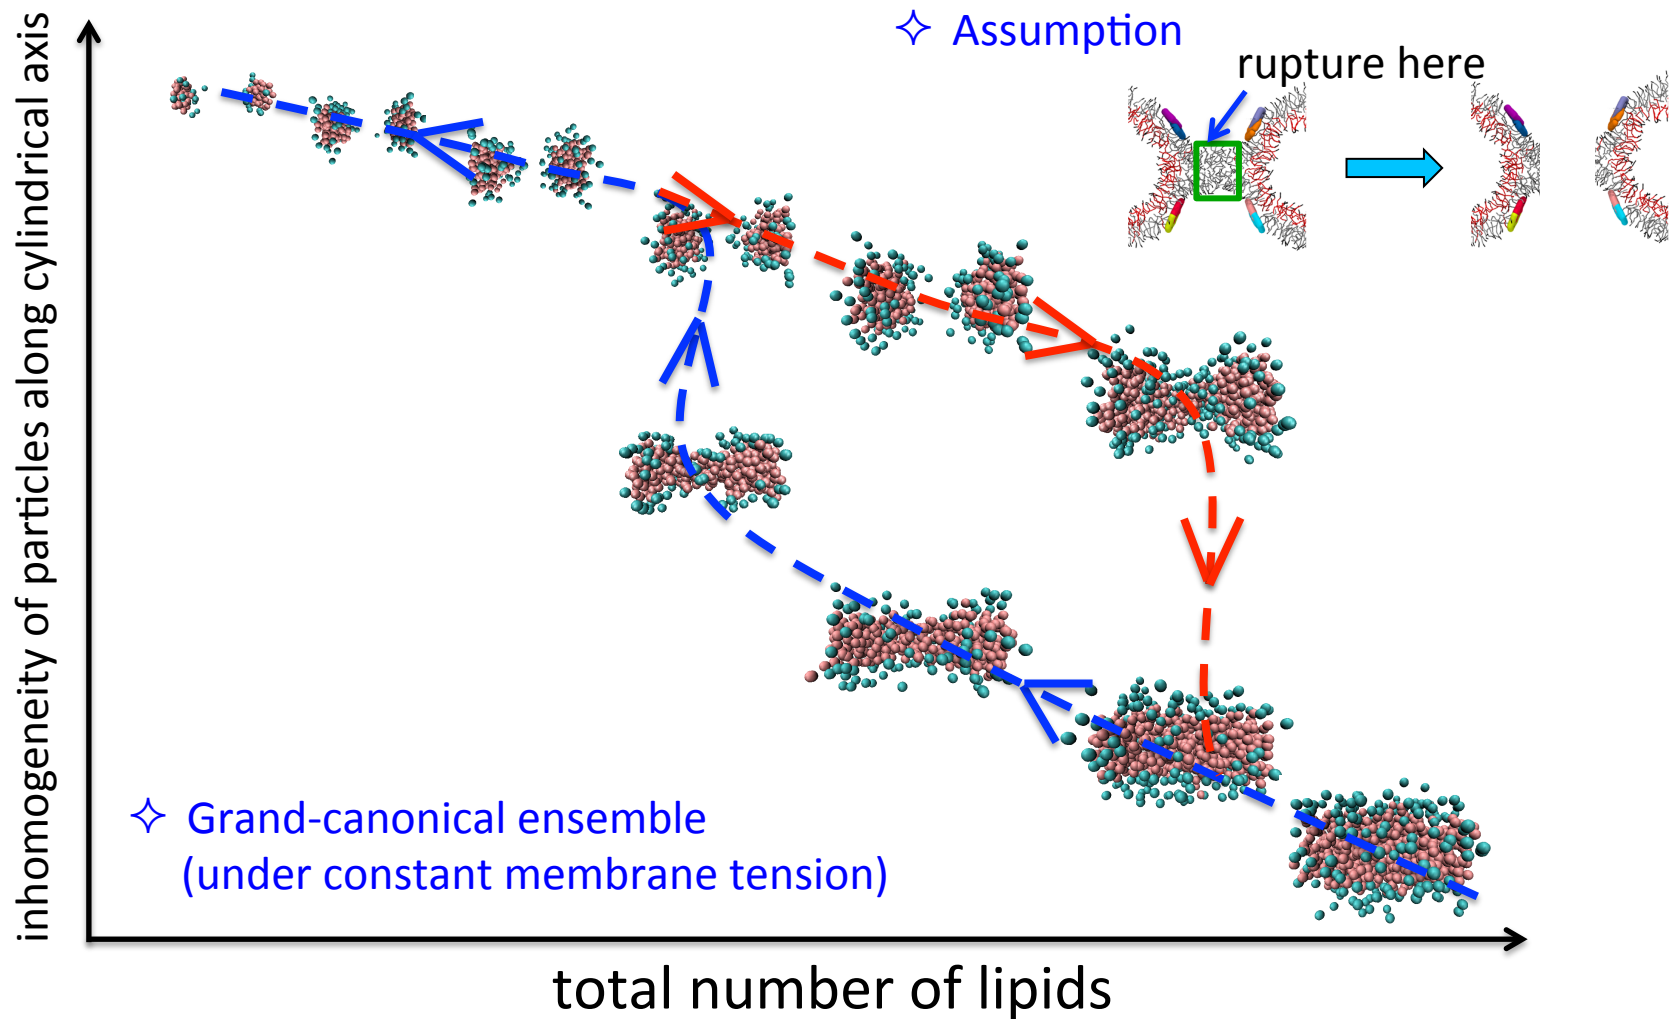 ✧ Assumption
rupture here
inhomogeneity of particles along cylindrical axis
✧ Grand-canonical ensemble
(under constant membrane tension)
total number of lipids